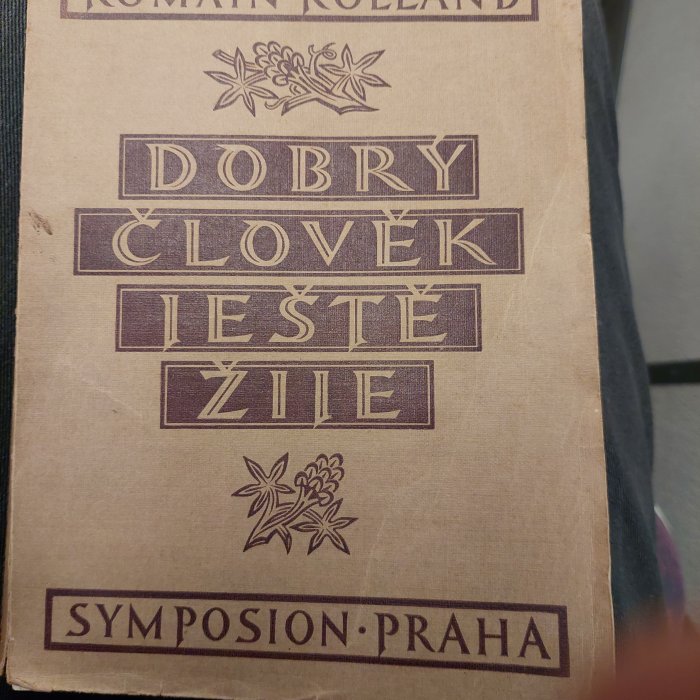 ROMAIN ROLLAND
DOBRÝ
ČLOVĚK
JEŠTĚ
ŽIJE
SYMPOSION·PRAHA